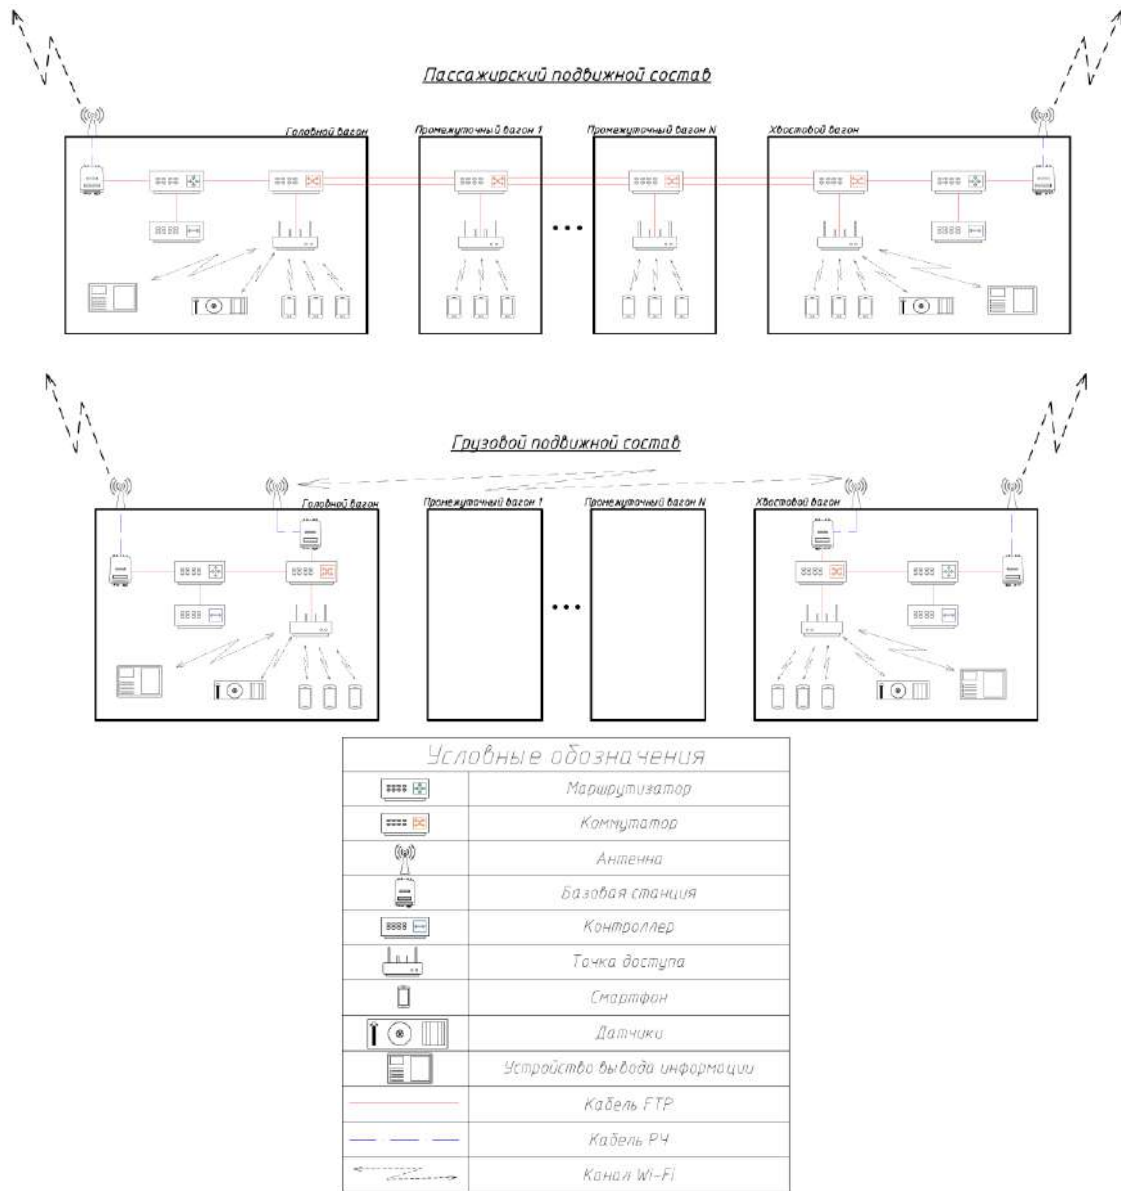 Пассажирский подвижной состав
Головной вагон
Промежуточный вагон 1
Промежуточный вагон N
Хвостовой вагон
Грузовой подвижной состав
Головной вагон
Промежуточный вагон 1
Промежуточный вагон N
Хвостовой вагон
Условные обозначения
Маршрутизатор
Коммутатор
Антенна
Базовая станция
Контроллер
Точка доступа
Смартфон
Датчики
Устройство вывода информации
Кабель FTP
Кабель РЧ
Канал Wi-Fi